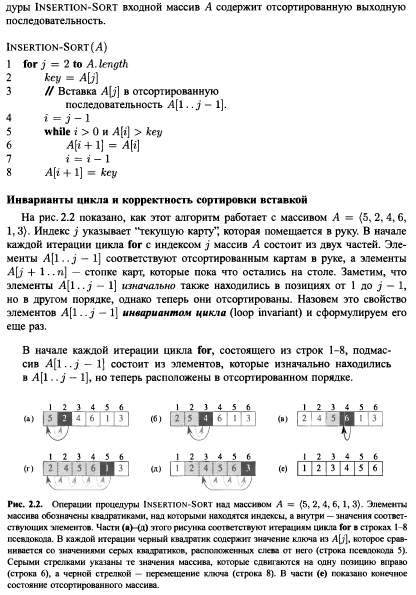 дуры INSERTION-SORT входной массив A содержит отсортированную выходную
последовательность.
INSERTION-SORT(A)
1 for j = 2 to A.length
2 key = A[j]
3 // Вставка A[j] в отсортированную
последовательность A[1 . . j − 1].
4 i = j − 1
5 while i > 0 и A[i] > key
6 A[i + 1] = A[i]
7 i = i − 1
8 A[i + 1] = key
Инварианты цикла и корректность сортировки вставкой
На рис. 2.2 показано, как этот алгоритм работает с массивом A = ⟨5, 2, 4, 6,
1, 3⟩. Индекс j указывает “текущую карту”, которая помещается в руку. В начале
каждой итерации цикла for с индексом j массив A состоит из двух частей. Эле-
менты A[1 . . j − 1] соответствуют отсортированным картам в руке, а элементы
A[j + 1 . . n] — стопке карт, которые пока что остались на столе. Заметим, что
элементы A[1 . . j − 1] изначально также находились в позициях от 1 до j − 1,
но в другом порядке, однако теперь они отсортированы. Назовем это свойство
элементов A[1 . . j − 1] инвариантом цикла (loop invariant) и сформулируем его
еще раз.
В начале каждой итерации цикла for, состоящего из строк 1–8, подмас-
сив A[1 . . j − 1] состоит из элементов, которые изначально находились
в A[1 . . j − 1], но теперь расположены в отсортированном порядке.
1 2 3 4 5 6 1 2 3 4 5 6 1 2 3 4 5 6
(а) 5 2 4 6 1 3 (б) 2 5 4 6 1 3 (в) 2 4 5 6 1 3
1 2 3 4 5 6 1 2 3 4 5 6 1 2 3 4 5 6
(г) 2 4 5 6 1 3 (д) 1 2 4 5 6 3 (е) 1 2 3 4 5 6
Рис. 2.2. Операции процедуры INSERTION-SORT над массивом A = ⟨5, 2, 4, 6, 1, 3⟩. Элементы
массива обозначены квадратиками, над которыми находятся индексы, а внутри — значения соответ-
ствующих элементов. Части (а)–(д) этого рисунка соответствуют итерациям цикла for в строках 1–8
псевдокода. В каждой итерации черный квадратик содержит значение ключа из A[j], которое срав-
нивается со значениями серых квадратиков, расположенных слева от него (строка псевдокода 5).
Серыми стрелками указаны те значения массива, которые сдвигаются на одну позицию вправо
(строка 6), а черной стрелкой — перемещение ключа (строка 8). В части (е) показано конечное
состояние отсортированного массива.